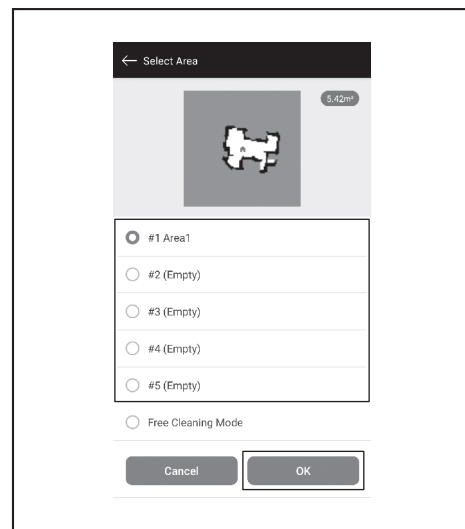 ← Select Area
5.42m²
#1 Area1
#2 (Empty)
#3 (Empty)
#4 (Empty)
#5 (Empty)
Free Cleaning Mode
Cancel OK